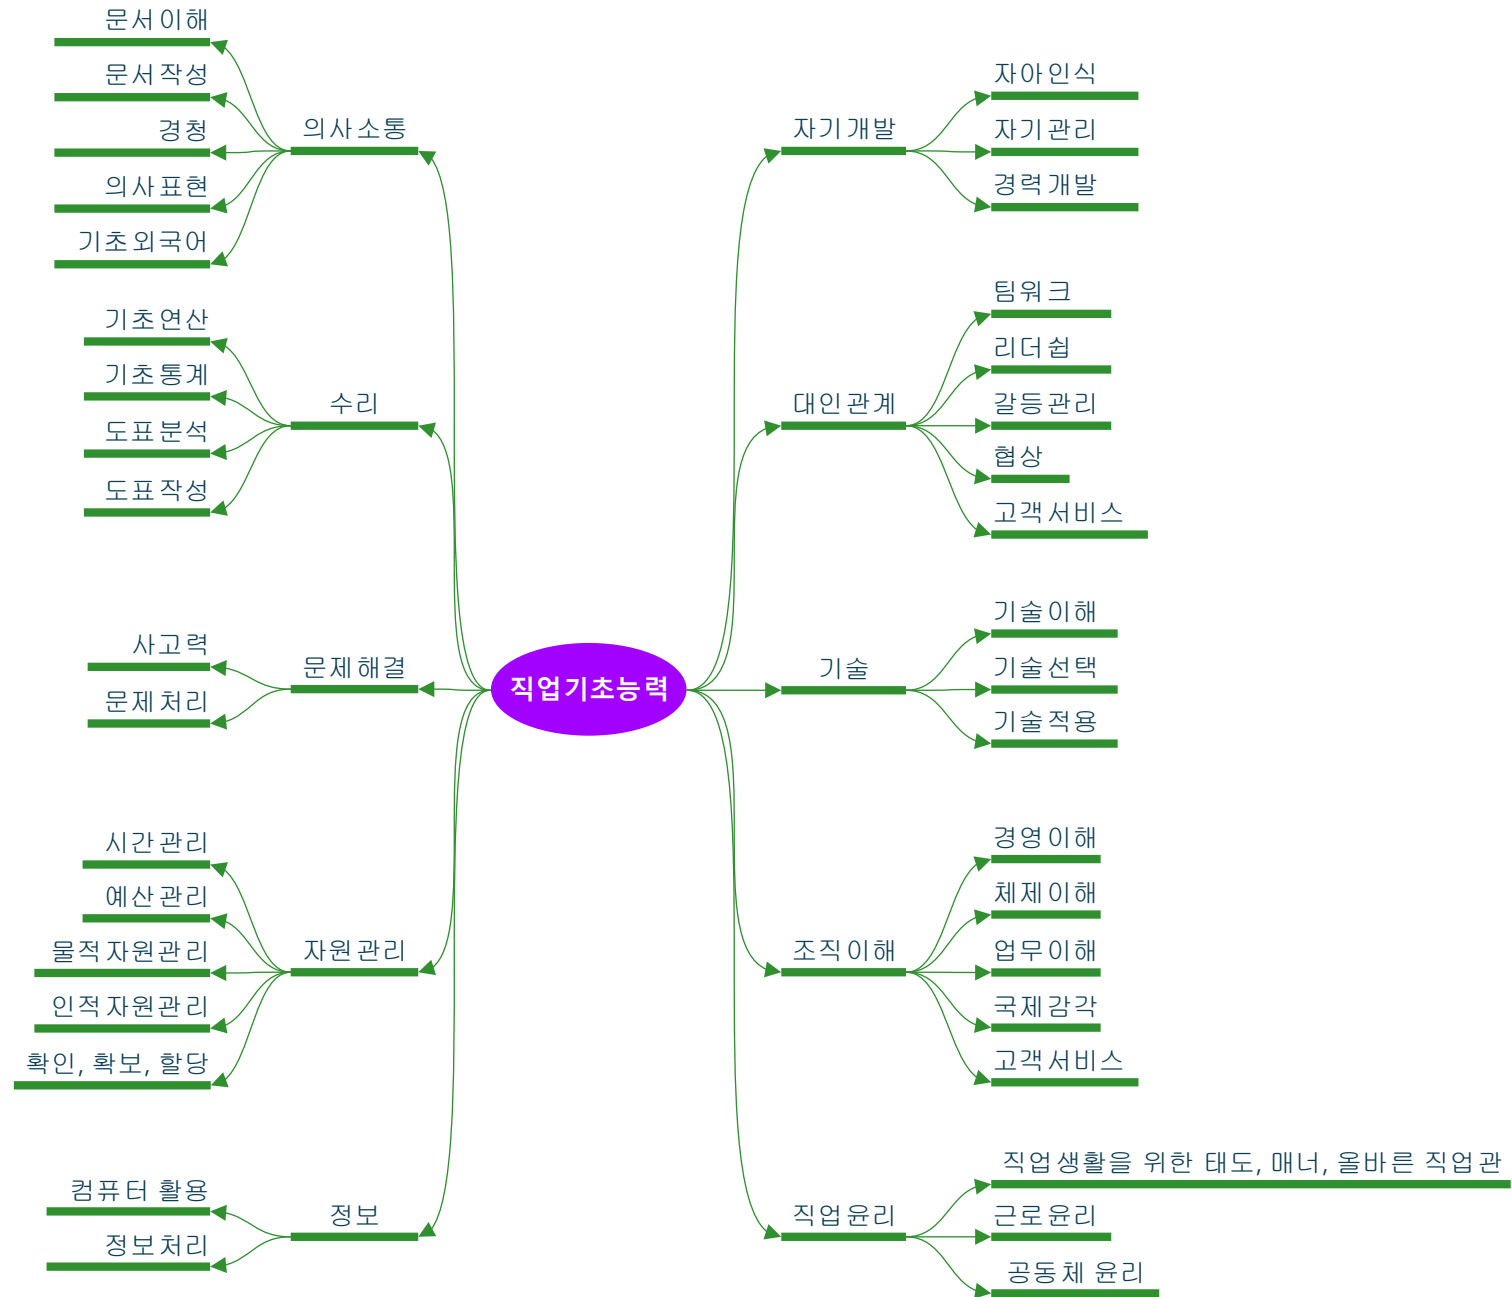 직업기초능력
의사소통
문서이해
문서작성
경청
의사표현
기초외국어
수리
기초연산
기초통계
도표분석
도표작성
문제해결
사고력
문제처리
자원관리
시간관리
예산관리
물적자원관리
인적자원관리
확인, 확보, 할당
정보
컴퓨터 활용
정보처리
자기개발
자아인식
자기관리
경력개발
대인관계
팀워크
리더쉽
갈등관리
협상
고객서비스
기술
기술이해
기술선택
기술적용
조직이해
경영이해
체제이해
업무이해
국제감각
고객서비스
직업윤리
직업생활을 위한 태도, 매너, 올바른 직업관
근로윤리
공동체 윤리